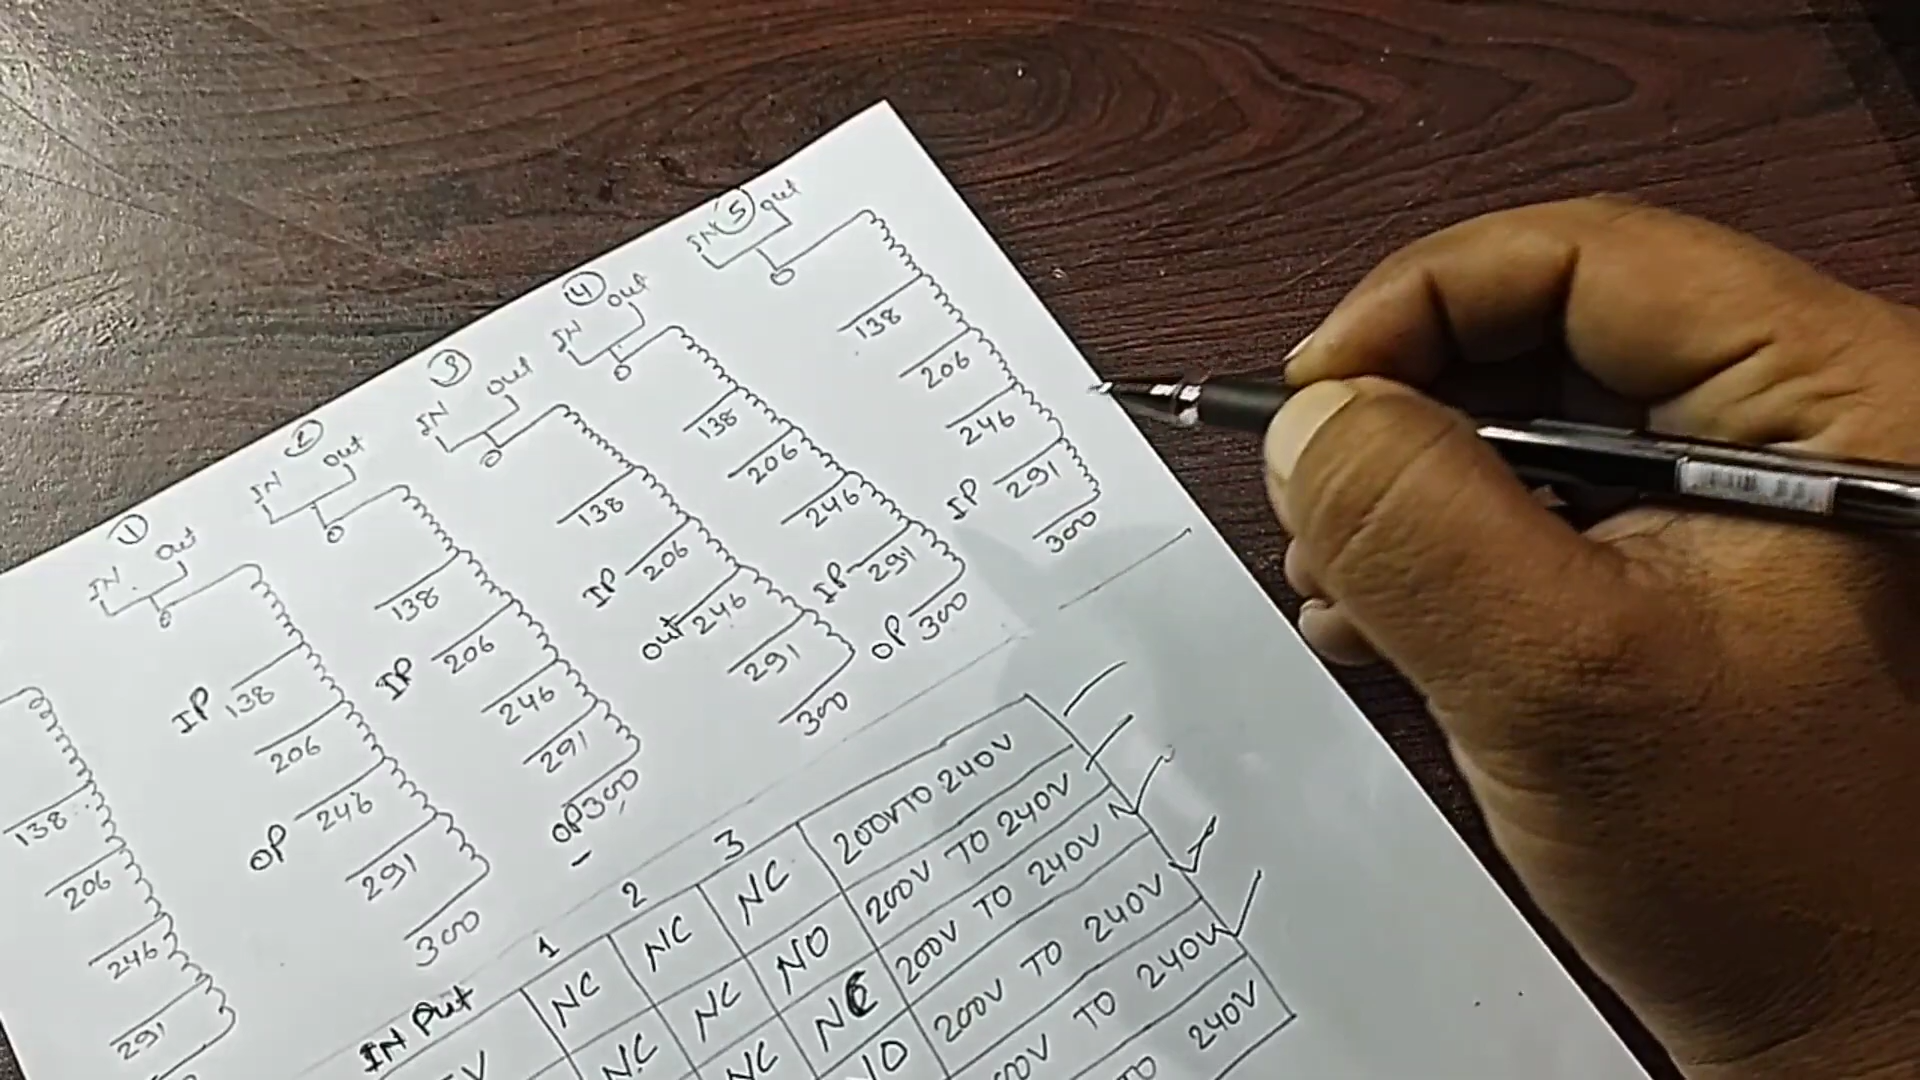 138
206
246
291
1
IN Out
O
IP 138
206
OP 246
291
300
2
IN Out
O
138
IP 206
246
291
OP 300
3
IN Out
O
138
IP 206
out 246
291
300
4
IN Out
O
138
206
246
IP 291
OP 300
5
IN out
O
138
206
246
IP 291
300
IN Put 1 2 3
NC NC NC 200V TO 240V
V NC NC NO 200V TO 240V
NC NC 200V TO 240V
NO 200V TO 240V
TO 240V
TO 240V